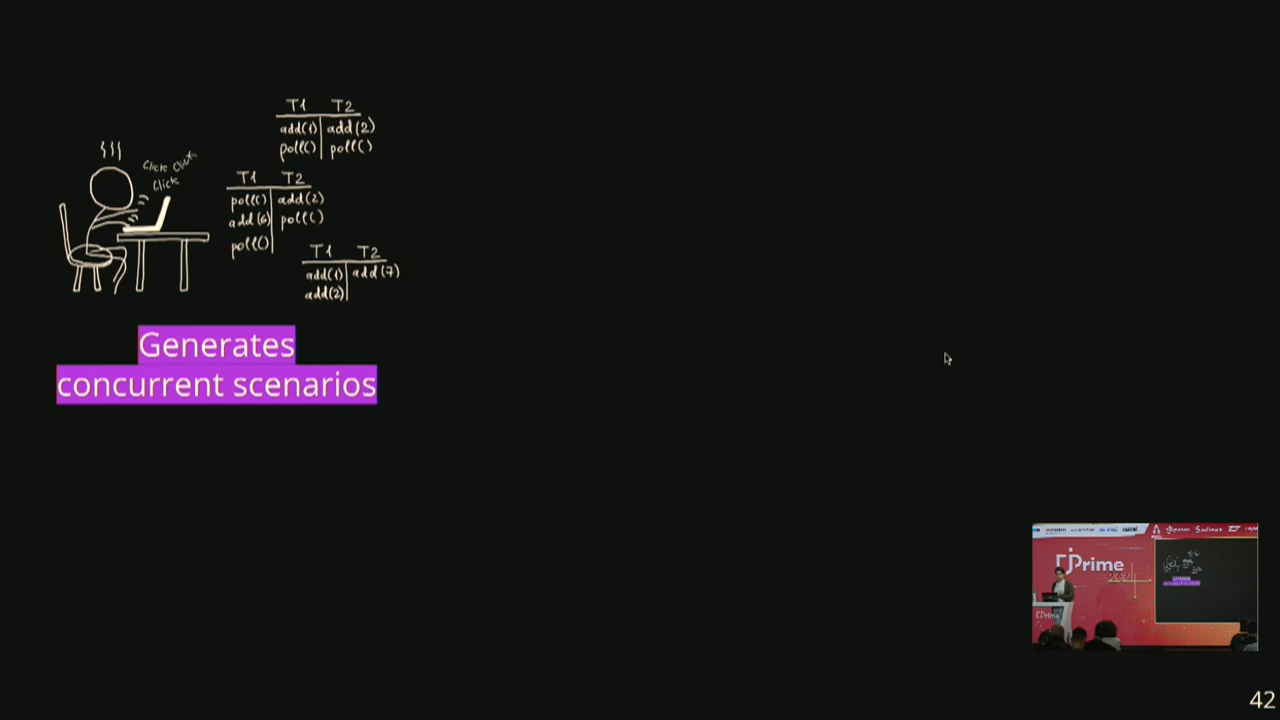 Click Click
Click
T1 T2
add(1) add(2)
poll() poll()
T1 T2
poll() add(2)
add(6) poll()
poll()
T1 T2
add(1) add(7)
add(2)
Generates
concurrent scenarios
jPrime
42